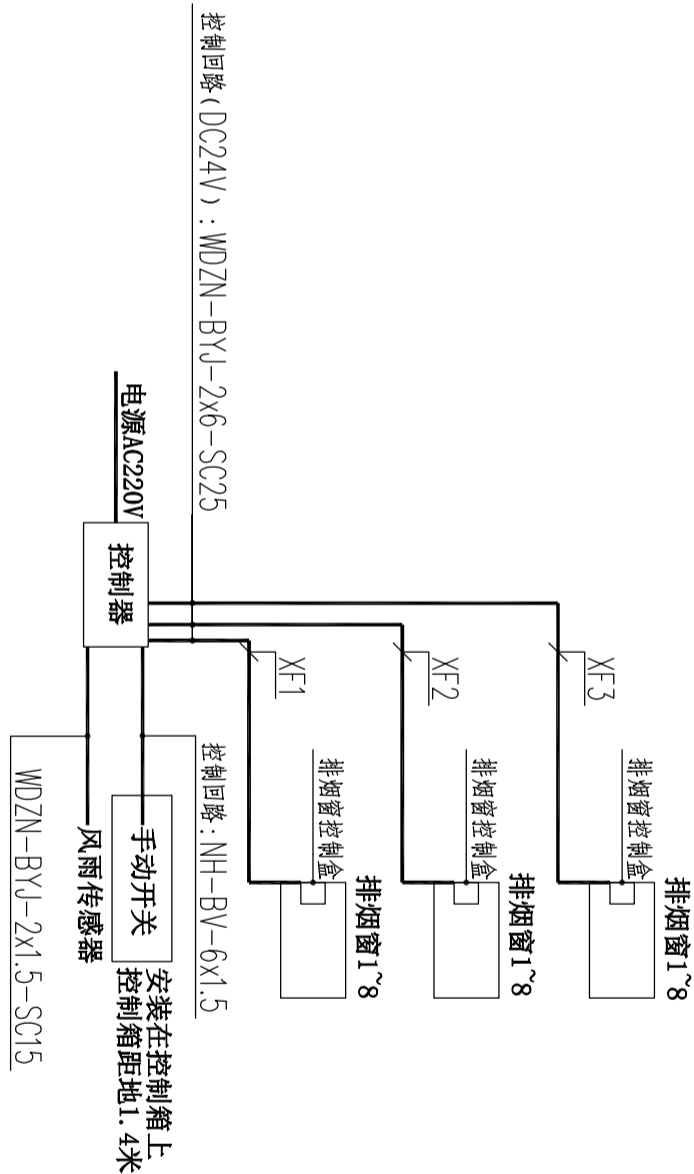 排烟窗1~8
排烟窗控制盒
XF3
排烟窗1~8
排烟窗控制盒
XF2
排烟窗1~8
排烟窗控制盒
XF1
控制回路(DC24V): WDZN-BYJ-2x6-SC25
控制回路: NH-BV-6x1.5
电源AC220V
控制器
手动开关
安装在控制箱上
控制箱距地1.4米
风雨传感器
WDZN-BYJ-2x1.5-SC15